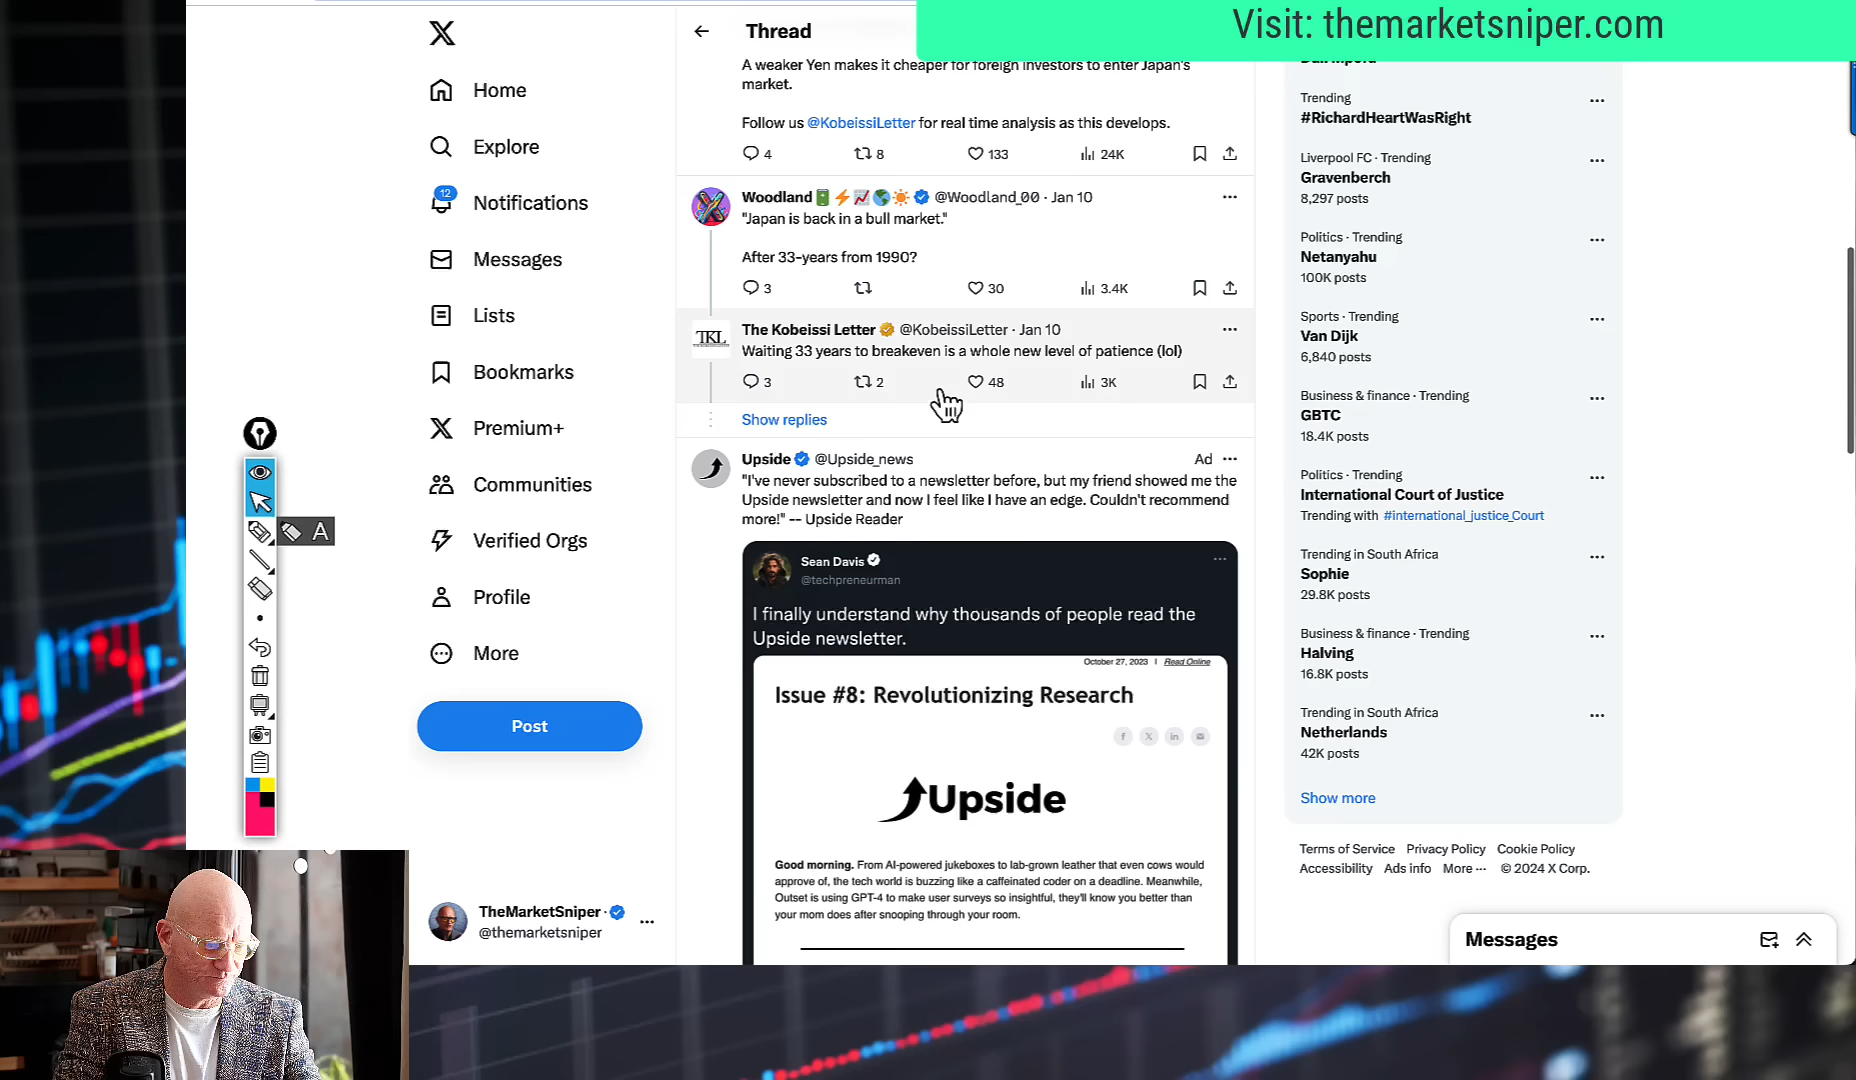 Visit: themarketsniper.com
Thread
A weaker Yen makes it cheaper for foreign investors to enter Japan's
market.
Follow us @KobeissiLetter for real time analysis as this develops.
4 8 133 24K
Woodland @Woodland_00 · Jan 10
"Japan is back in a bull market."
After 33-years from 1990?
3 30 3.4K
TKL
The Kobeissi Letter @KobeissiLetter · Jan 10
Waiting 33 years to breakeven is a whole new level of patience (lol)
3 2 48 3K
Show replies
Upside @Upside_news Ad
"I've never subscribed to a newsletter before, but my friend showed me the
Upside newsletter and now I feel like I have an edge. Couldn't recommend
more!" -- Upside Reader
Sean Davis
@techpreneurman
I finally understand why thousands of people read the
Upside newsletter.
October 27, 2023 | Read Online
Issue #8: Revolutionizing Research
Upside
Good morning. From AI-powered jukeboxes to lab-grown leather that even cows would
approve of, the tech world is buzzing like a caffeinated coder on a deadline. Meanwhile,
Outset is using GPT-4 to make user surveys so insightful, they'll know you better than
your mom does after snooping through your room.
X
Home
Explore
12
Notifications
Messages
Lists
Bookmarks
Premium+
Communities
Verified Orgs
Profile
More
Post
A
TheMarketSniper
@themarketsniper
Trending
#RichardHeartWasRight
Liverpool FC · Trending
Gravenberch
8,297 posts
Politics · Trending
Netanyahu
100K posts
Sports · Trending
Van Dijk
6,840 posts
Business & finance · Trending
GBTC
18.4K posts
Politics · Trending
International Court of Justice
Trending with #international_justice_Court
Trending in South Africa
Sophie
29.8K posts
Business & finance · Trending
Halving
16.8K posts
Trending in South Africa
Netherlands
42K posts
Show more
Terms of Service Privacy Policy Cookie Policy
Accessibility Ads info More ··· © 2024 X Corp.
Messages